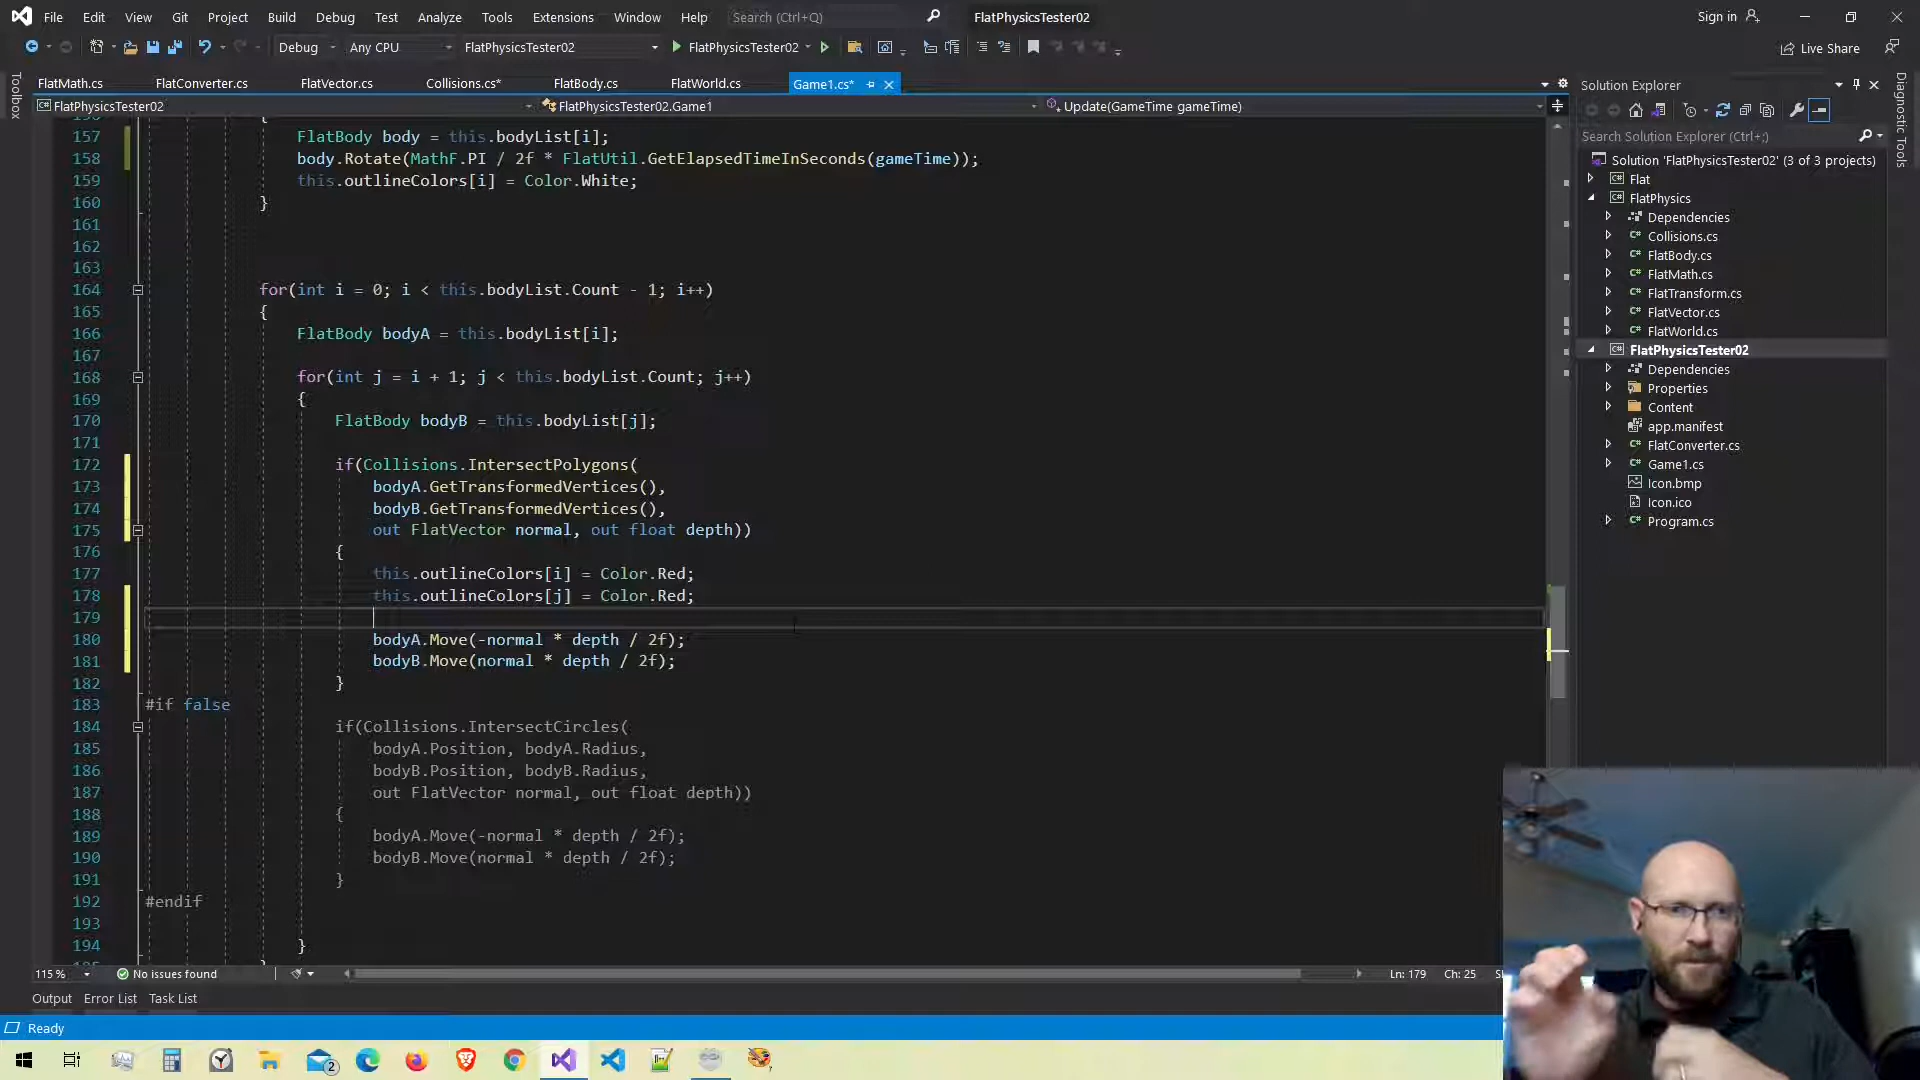 File Edit View Git Project Build Debug Test Analyze Tools Extensions Window Help Search (Ctrl+Q) FlatPhysicsTester02 Sign in
Debug Any CPU FlatPhysicsTester02 FlatPhysicsTester02 Live Share
Toolbox
FlatMath.cs FlatConverter.cs FlatVector.cs Collisions.cs* FlatBody.cs FlatWorld.cs Game1.cs*
FlatPhysicsTester02 FlatPhysicsTester02.Game1 Update(GameTime gameTime)
157 FlatBody body = this.bodyList[i];
158 body.Rotate(MathF.PI / 2f * FlatUtil.GetElapsedTimeInSeconds(gameTime));
159 this.outlineColors[i] = Color.White;
160 }
161
162
163
164 for(int i = 0; i < this.bodyList.Count - 1; i++)
165 {
166 FlatBody bodyA = this.bodyList[i];
167
168 for(int j = i + 1; j < this.bodyList.Count; j++)
169 {
170 FlatBody bodyB = this.bodyList[j];
171
172 if(Collisions.IntersectPolygons(
173 bodyA.GetTransformedVertices(),
174 bodyB.GetTransformedVertices(),
175 out FlatVector normal, out float depth))
176 {
177 this.outlineColors[i] = Color.Red;
178 this.outlineColors[j] = Color.Red;
179
180 bodyA.Move(-normal * depth / 2f);
181 bodyB.Move(normal * depth / 2f);
182 }
183 #if false
184 if(Collisions.IntersectCircles(
185 bodyA.Position, bodyA.Radius,
186 bodyB.Position, bodyB.Radius,
187 out FlatVector normal, out float depth))
188 {
189 bodyA.Move(-normal * depth / 2f);
190 bodyB.Move(normal * depth / 2f);
191 }
192 #endif
193
194 }
115 % No issues found Ln: 179 Ch: 25
Output Error List Task List
Ready
2
Solution Explorer
Search Solution Explorer (Ctrl+;)
Solution 'FlatPhysicsTester02' (3 of 3 projects)
C# Flat
C# FlatPhysics
Dependencies
C# Collisions.cs
C# FlatBody.cs
C# FlatMath.cs
C# FlatTransform.cs
C# FlatVector.cs
C# FlatWorld.cs
C# FlatPhysicsTester02
Dependencies
Properties
Content
app.manifest
C# FlatConverter.cs
C# Game1.cs
Icon.bmp
Icon.ico
C# Program.cs
Diagnostic Tools